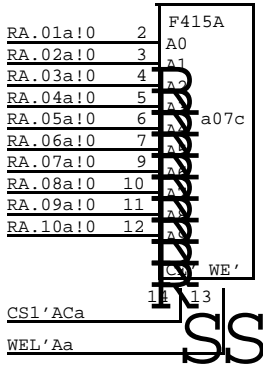 F415A
RA.01a!0 2 A0
RA.02a!0 3 A1
RA.03a!0 4
RA.04a!0 5
RA.05a!0 6 a07c
RA.06a!0 7
RA.07a!0 9
RA.08a!0 10
RA.09a!0 11
RA.10a!0 12
WE'
14 13
CS1'ACa
WEL'Aa
SS